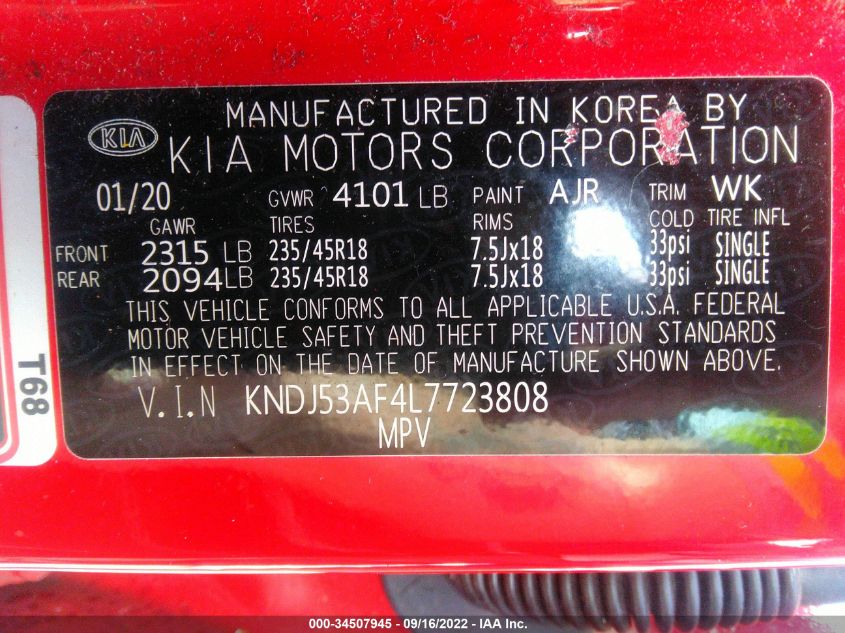 MANUFACTURED IN KOREA BY
KIA KIA MOTORS CORPORATION
01/20 GVWR 4101 LB PAINT AJR TRIM WK
GAWR TIRES RIMS COLD TIRE INFL
FRONT 2315 LB 235/45R18 7.5Jx18 33psi SINGLE
REAR 2094 LB 235/45R18 7.5Jx18 33psi SINGLE
THIS VEHICLE CONFORMS TO ALL APPLICABLE U.S.A. FEDERAL
MOTOR VEHICLE SAFETY AND THEFT PREVENTION STANDARDS
IN EFFECT ON THE DATE OF MANUFACTURE SHOWN ABOVE.
V.I.N KNDJ53AF4L7723808
MPV
T68
000-34507945 - 09/16/2022 - IAA Inc.